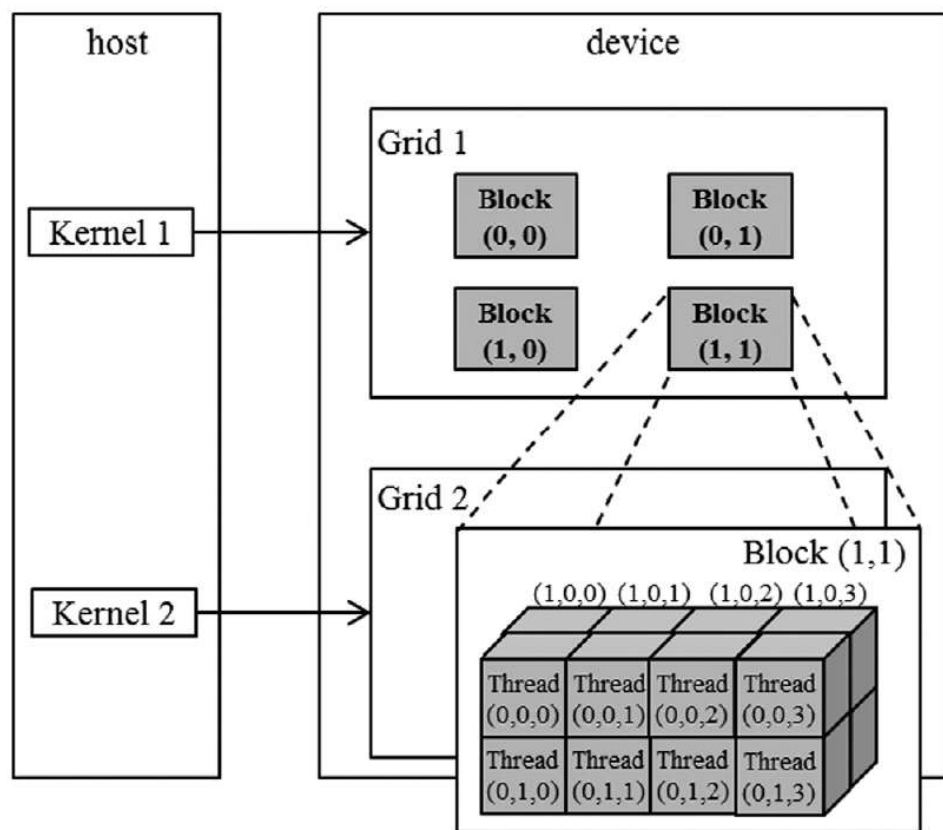 host
device
Grid 1
Kernel 1
Block
(0, 0)
Block
(0, 1)
Block
(1, 0)
Block
(1, 1)
Grid 2
Kernel 2
Block (1,1)
(1,0,0) (1,0,1) (1,0,2) (1,0,3)
Thread
(0,0,0)
Thread
(0,0,1)
Thread
(0,0,2)
Thread
(0,0,3)
Thread
(0,1,0)
Thread
(0,1,1)
Thread
(0,1,2)
Thread
(0,1,3)